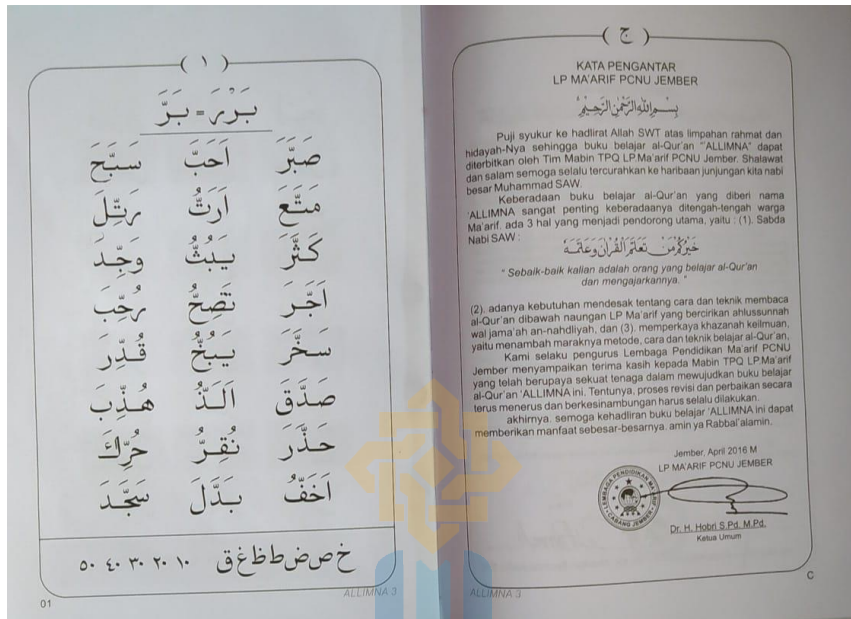 ( ج )
KATA PENGANTAR
LP MA'ARIF PCNU JEMBER
بِسْمِ اللّٰهِ الرَّحْمٰنِ الرَّحِيْمِ
Puji syukur ke hadlirat Allah SWT atas limpahan rahmat dan
hidayah-Nya sehingga buku belajar al-Qur'an "'ALLIMNA" dapat
diterbitkan oleh Tim Mabin TPQ LP.Ma'arif PCNU Jember. Shalawat
dan salam semoga selalu tercurahkan ke haribaan junjungan kita nabi
besar Muhammad SAW.
Keberadaan buku belajar al-Qur'an yang diberi nama
'ALLIMNA sangat penting keberadaanya ditengah-tengah warga
Ma'arif. ada 3 hal yang menjadi pendorong utama, yaitu : (1). Sabda
Nabi SAW :
خَيْرُكُمْ مَنْ تَعَلَّمَ الْقُرْاٰنَ وَعَلَّمَهُ
" Sebaik-baik kalian adalah orang yang belajar al-Qur'an
dan mengajarkannya. "
(2). adanya kebutuhan mendesak tentang cara dan teknik membaca
al-Qur'an dibawah naungan LP Ma'arif yang bercirikan ahlussunnah
wal jama'ah an-nahdliyah, dan (3). memperkaya khazanah keilmuan,
yaitu menambah maraknya metode, cara dan teknik belajar al-Qur'an,
Kami selaku pengurus Lembaga Pendidikan Ma'arif PCNU
Jember menyampaikan terima kasih kepada Mabin TPQ LP.Ma'arif
yang telah berupaya sekuat tenaga dalam mewujudkan buku belajar
al-Qur'an 'ALLIMNA ini. Tentunya, proses revisi dan perbaikan secara
terus menerus dan berkesinambungan harus selalu dilakukan.
akhirnya. semoga kehadliran buku belajar 'ALLIMNA ini dapat
memberikan manfaat sebesar-besarnya. amin ya Rabbal'alamin.
Jember, April 2016 M
LP MA'ARIF PCNU JEMBER
LEMBAGA PENDIDIKAN MA'ARIF
CABANG JEMBER
Dr. H. Hobri S.Pd. M.Pd.
Ketua Umum
ALLIMNA 3
C
( ١ )
بَرْرَ = بَرَّ
صَبَّرَ اَحَبَّ سَبَّحَ
مَتَّعَ اَرَتُّ رَتِّلَ
كَثَّرَ يَبُثُّ وَجِّدَ
اَجَّرَ تَصَحُّ رُحِّبَ
سَخَّرَ يَبُخُّ قُدِّرَ
صَدَّقَ اَلَذُّ هُذِّبَ
حَذَّرَ نُقِرُّ حُرِّكَ
اَخَفُّ بَدَّلَ سَجَّدَ
خ ص ض ط ظ غ ق ١٠ ٢٠ ٣٠ ٤٠ ٥٠
ALLIMNA 3
01